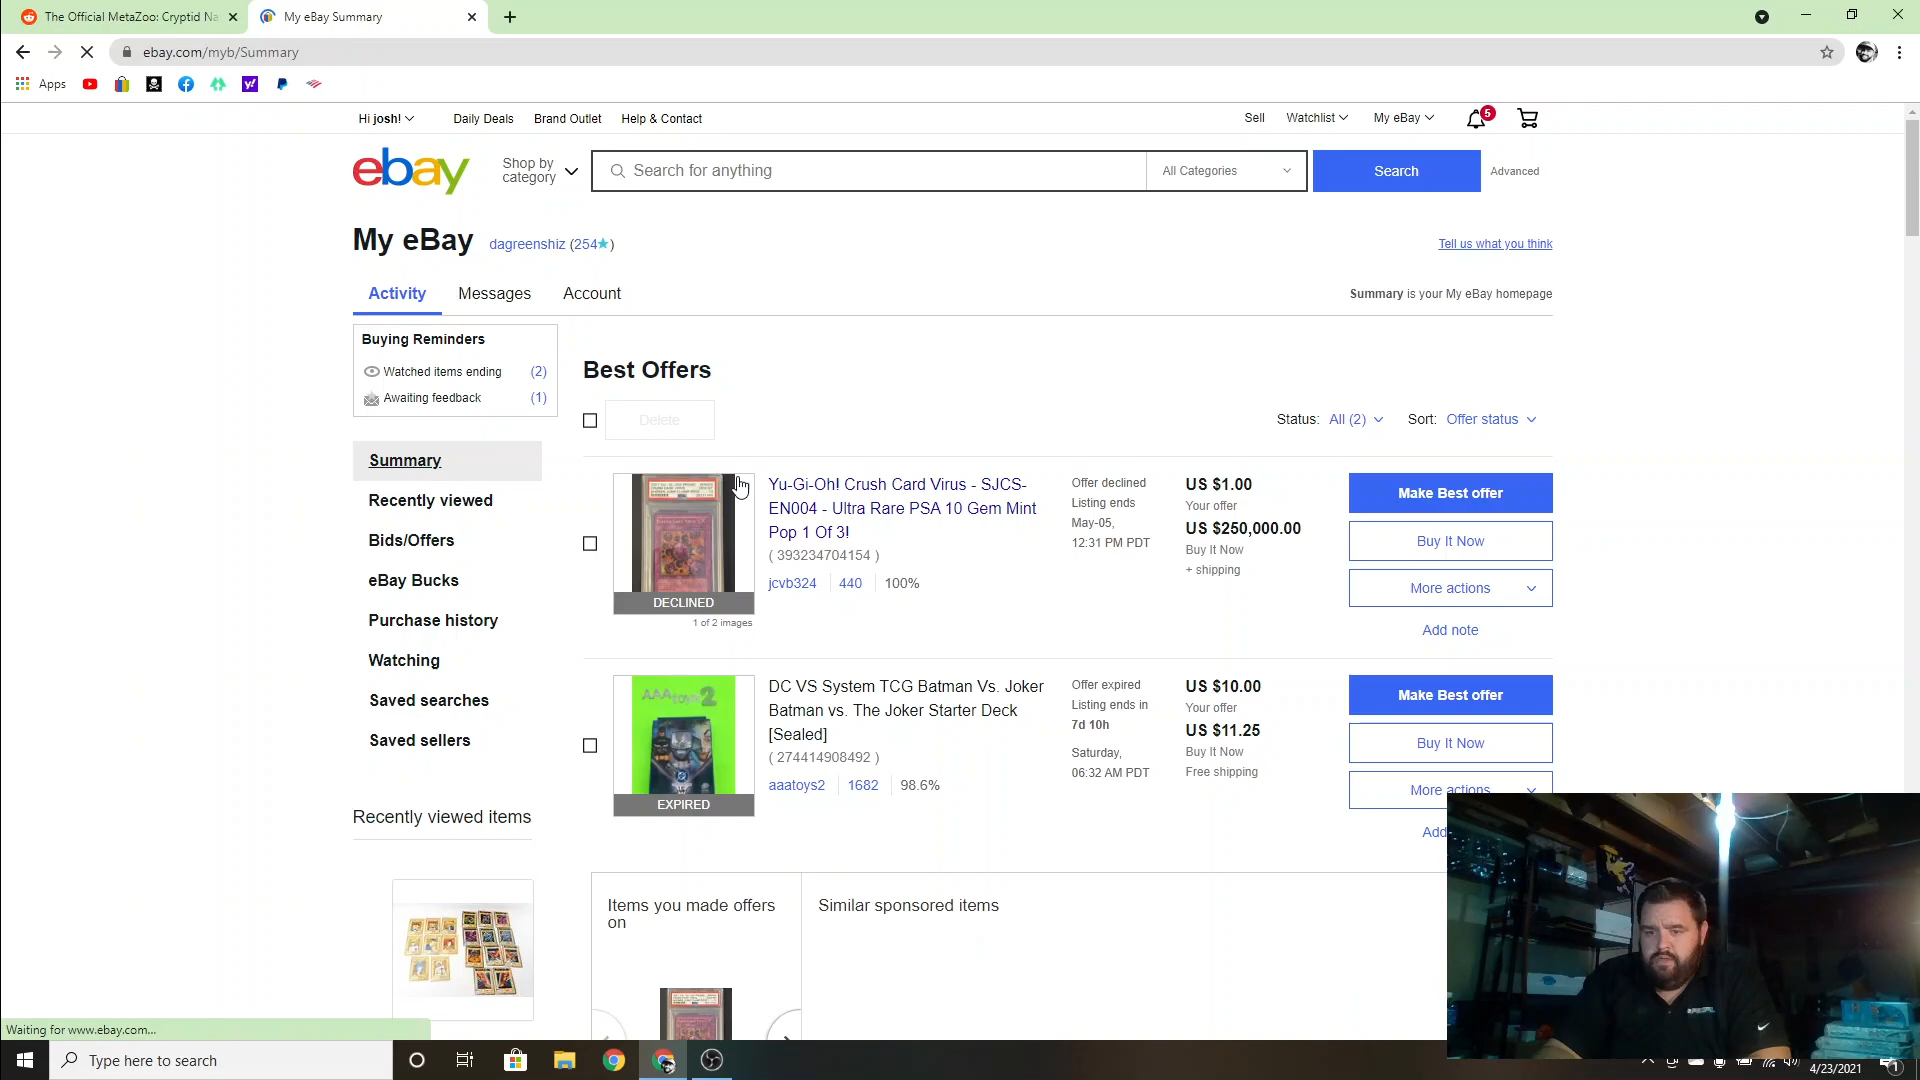 The Official MetaZoo: Cryptid Na
My eBay Summary
ebay.com/myb/Summary
Apps
Hi josh!
Daily Deals
Brand Outlet
Help & Contact
Sell
Watchlist
My eBay
5
ebay
Shop by
category
Search for anything
All Categories
Search
Advanced
My eBay
dagreenshiz (254)
Tell us what you think
Activity
Messages
Account
Summary is your My eBay homepage
Buying Reminders
Watched items ending (2)
Awaiting feedback (1)
Summary
Recently viewed
Bids/Offers
eBay Bucks
Purchase history
Watching
Saved searches
Saved sellers
Recently viewed items
Best Offers
Delete
Status: All (2)
Sort: Offer status
DECLINED
1 of 2 images
Yu-Gi-Oh! Crush Card Virus - SJCS-
EN004 - Ultra Rare PSA 10 Gem Mint
Pop 1 Of 3!
( 393234704154 )
jcvb324 440 100%
Offer declined
Listing ends
May-05,
12:31 PM PDT
US $1.00
Your offer
US $250,000.00
Buy It Now
+ shipping
Make Best offer
Buy It Now
More actions
Add note
AAAtoys2
EXPIRED
DC VS System TCG Batman Vs. Joker
Batman vs. The Joker Starter Deck
[Sealed]
( 274414908492 )
aaatoys2 1682 98.6%
Offer expired
Listing ends in
7d 10h
Saturday,
06:32 AM PDT
US $10.00
Your offer
US $11.25
Buy It Now
Free shipping
Make Best offer
Buy It Now
More actions
Add
Items you made offers
on
Similar sponsored items
Waiting for www.ebay.com...
Type here to search
4/23/2021
1